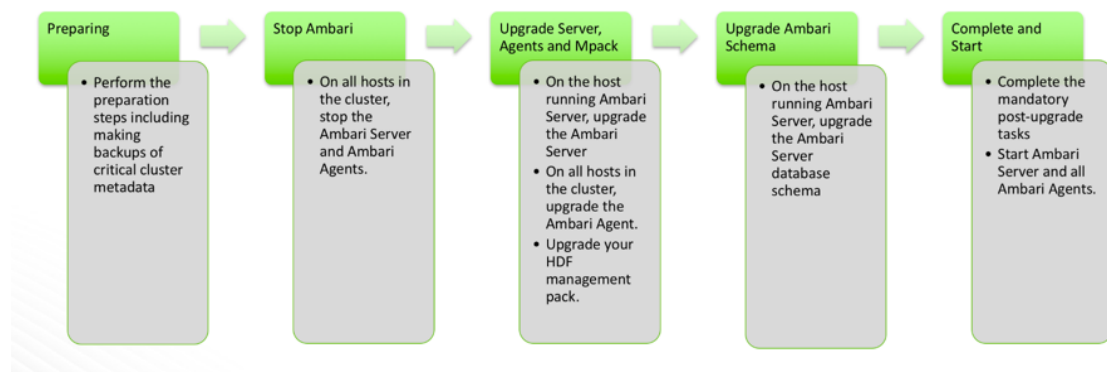 Preparing
• Perform the
preparation
steps including
making
backups of
critical cluster
metadata
Stop Ambari
• On all hosts in
the cluster,
stop the
Ambari Server
and Ambari
Agents.
Upgrade Server,
Agents and Mpack
• On the host
running Ambari
Server, upgrade
the Ambari
Server
• On all hosts in
the cluster,
upgrade the
Ambari Agent.
• Upgrade your
HDF
management
pack.
Upgrade Ambari
Schema
• On the host
running Ambari
Server, upgrade
the Ambari
Server
database
schema
Complete and
Start
• Complete the
mandatory
post-upgrade
tasks
• Start Ambari
Server and all
Ambari Agents.